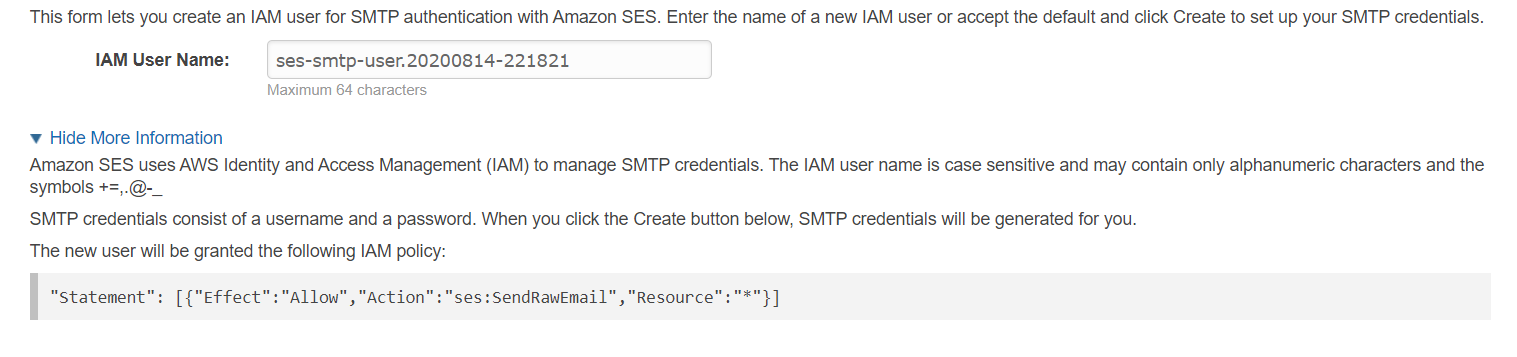 This form lets you create an IAM user for SMTP authentication with Amazon SES. Enter the name of a new IAM user or accept the default and click Create to set up your SMTP credentials.
IAM User Name: ses-smtp-user.20200814-221821
Maximum 64 characters
▼ Hide More Information
Amazon SES uses AWS Identity and Access Management (IAM) to manage SMTP credentials. The IAM user name is case sensitive and may contain only alphanumeric characters and the
symbols +=,.@-_
SMTP credentials consist of a username and a password. When you click the Create button below, SMTP credentials will be generated for you.
The new user will be granted the following IAM policy:
"Statement": [{"Effect":"Allow","Action":"ses:SendRawEmail","Resource":"*"}]